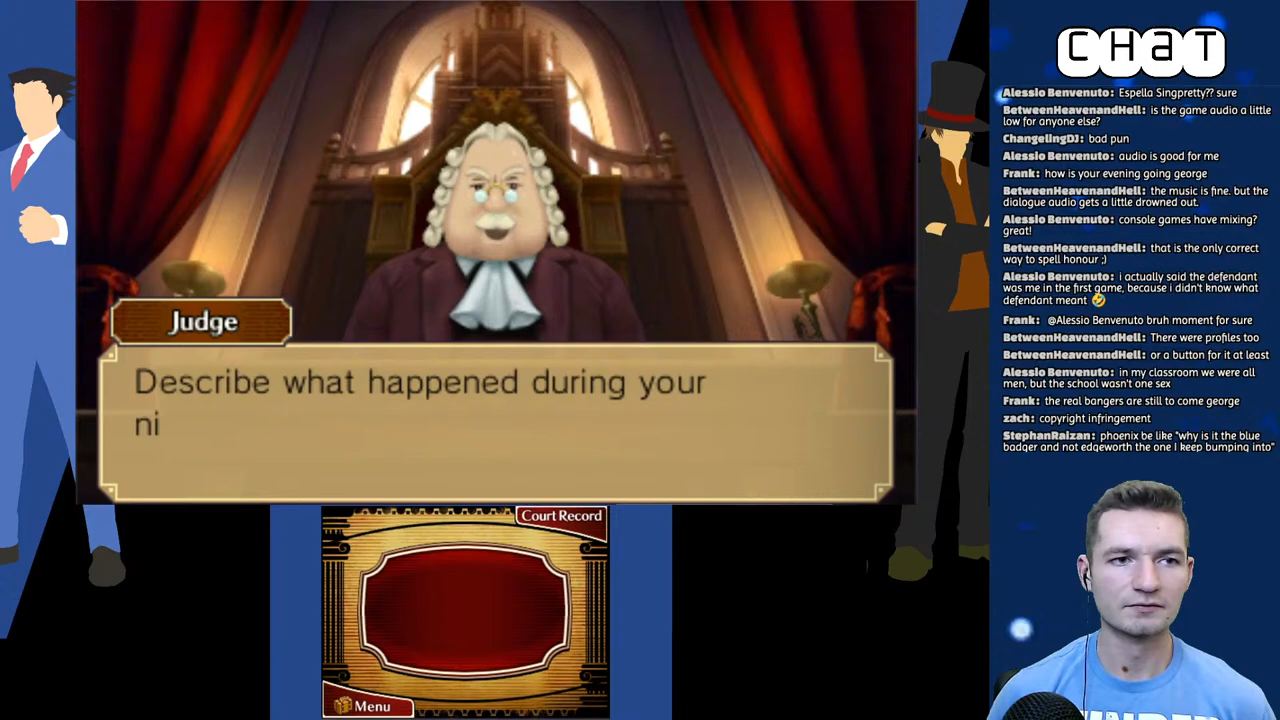 CHaT
Alessio Benvenuto: Espella Singpretty?? sure
BetweenHeavenandHell: is the game audio a little
low for anyone else?
ChangelingDJ: bad pun
Alessio Benvenuto: audio is good for me
Frank: how is your evening going george
BetweenHeavenandHell: the music is fine. but the
dialogue audio gets a little drowned out.
Alessio Benvenuto: console games have mixing?
great!
BetweenHeavenandHell: that is the only correct
way to spell honour ;)
Alessio Benvenuto: i actually said the defendant
was me in the first game, because i didn't know what
defendant meant 🤣
Frank: @Alessio Benvenuto bruh moment for sure
BetweenHeavenandHell: There were profiles too
BetweenHeavenandHell: or a button for it at least
Alessio Benvenuto: in my classroom we were all
men, but the school wasn't one sex
Frank: the real bangers are still to come george
zach: copyright infringement
StephanRaizan: phoenix be like "why is it the blue
badger and not edgeworth the one I keep bumping into"
Judge
Describe what happened during your
ni
Court Record
Menu